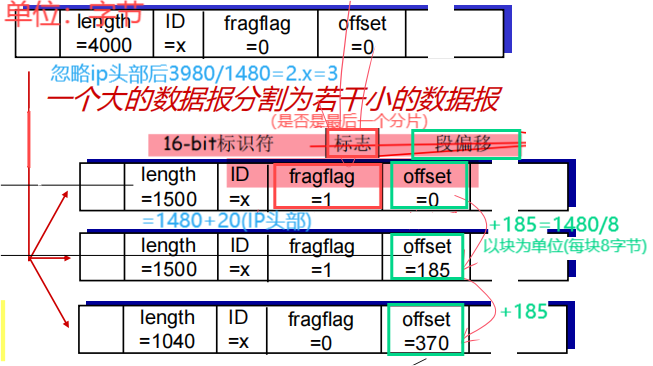 单位：字节
length =4000 ID =x fragflag =0 offset =0
忽略ip头部后3980/1480=2.x=3
一个大的数据报分割为若干小的数据报
(是否是最后一个分片)
16-bit标识符 标志 段偏移
length =1500 ID =x fragflag =1 offset =0
=1480+20(IP头部)
+185=1480/8
以块为单位(每块8字节)
length =1500 ID =x fragflag =1 offset =185
+185
length =1040 ID =x fragflag =0 offset =370